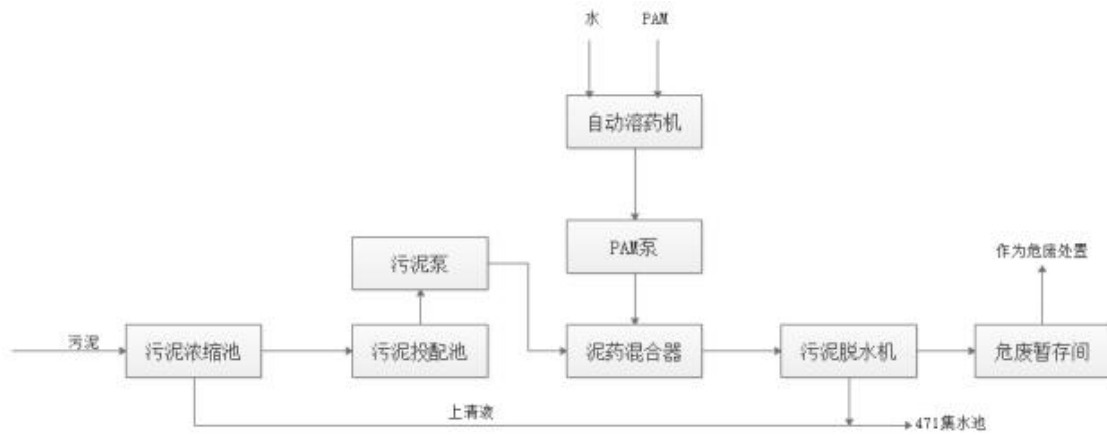 水
PAM
自动溶药机
PAM泵
污泥泵
作为危废处置
污泥
污泥浓缩池
污泥投配池
泥药混合器
污泥脱水机
危废暂存间
上清液
471集水池